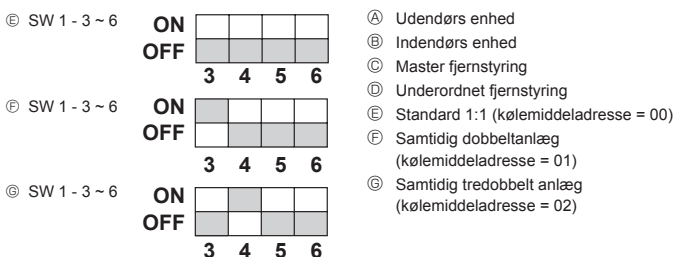 Ⓔ SW 1 - 3 ~ 6
ON
OFF
3 4 5 6
Ⓕ SW 1 - 3 ~ 6
ON
OFF
3 4 5 6
Ⓖ SW 1 - 3 ~ 6
ON
OFF
3 4 5 6
Ⓐ Udendørs enhed
Ⓑ Indendørs enhed
Ⓒ Master fjernstyring
Ⓓ Underordnet fjernstyring
Ⓔ Standard 1:1 (kølemiddeladresse = 00)
Ⓕ Samtidig dobbeltanlæg
(kølemiddeladresse = 01)
Ⓖ Samtidig tredobbelt anlæg
(kølemiddeladresse = 02)